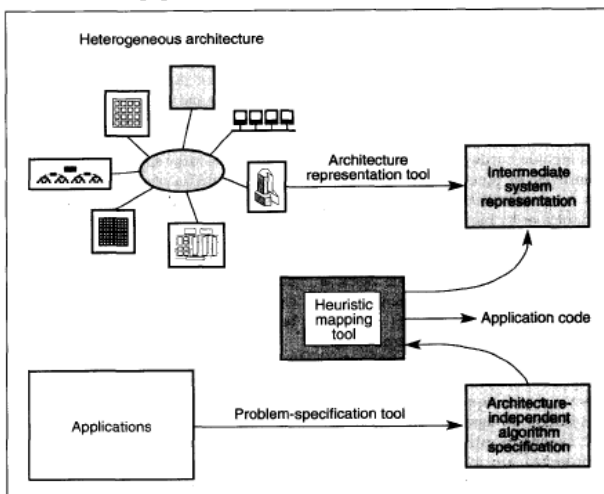 Heterogeneous architecture
Architecture
representation tool
Intermediate
system
representation
Heuristic
mapping
tool
Application code
Applications
Problem-specification tool
Architecture-
independent
algorithm
specification